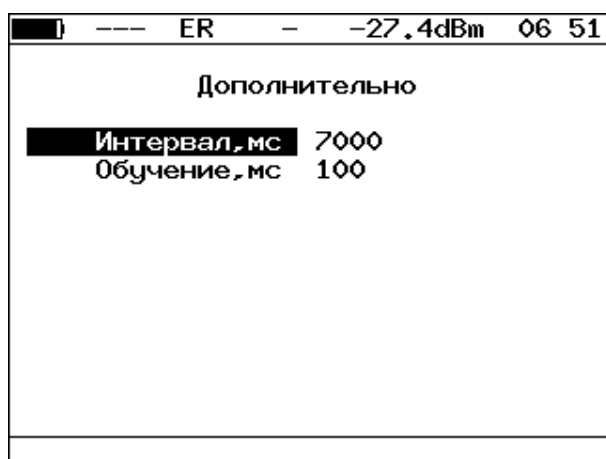 --- ER - -27.4dBm 06 51
Дополнительно
Интервал,мс 7000
Обучение,мс 100